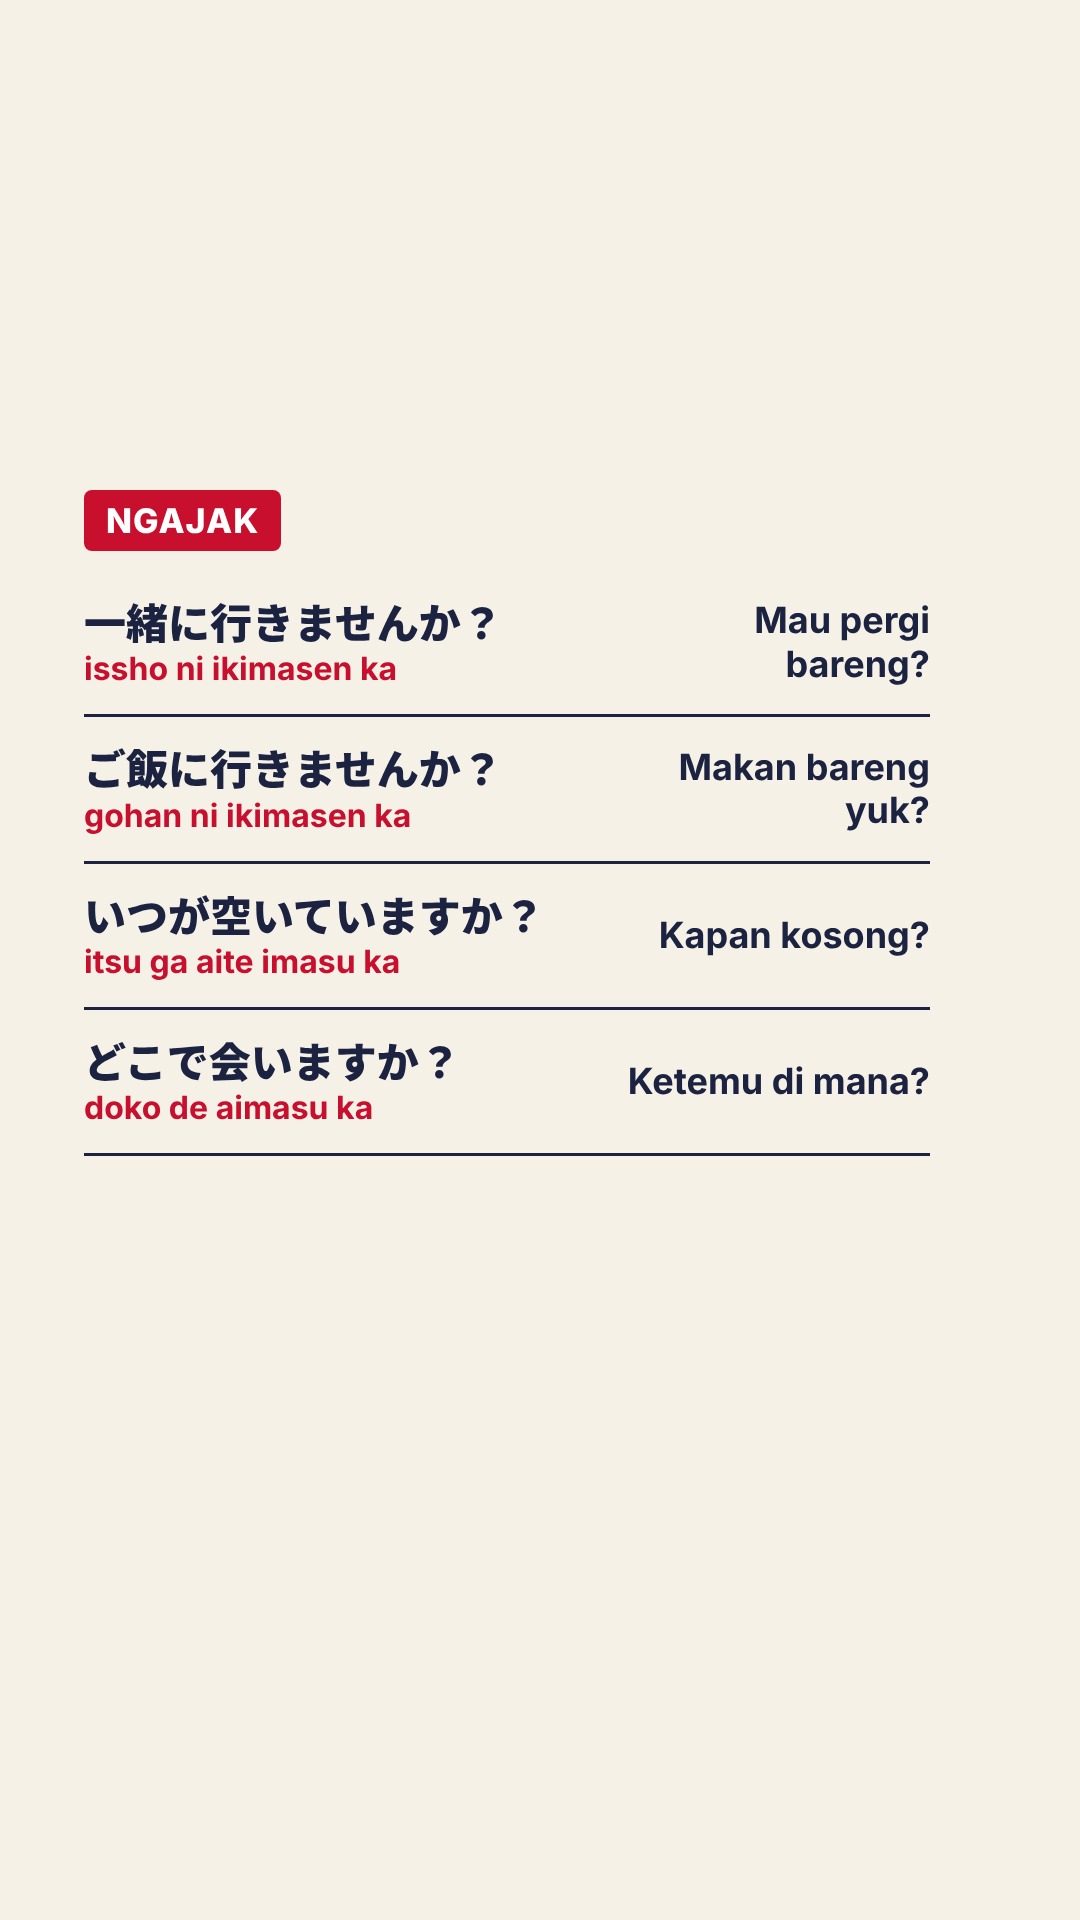 NGAJAK
一緒に行きませんか？
issho ni ikimasen ka
Mau pergi
bareng?
ご飯に行きませんか？
gohan ni ikimasen ka
Makan bareng
yuk?
いつが空いていますか？
itsu ga aite imasu ka
Kapan kosong?
どこで会いますか？
doko de aimasu ka
Ketemu di mana?